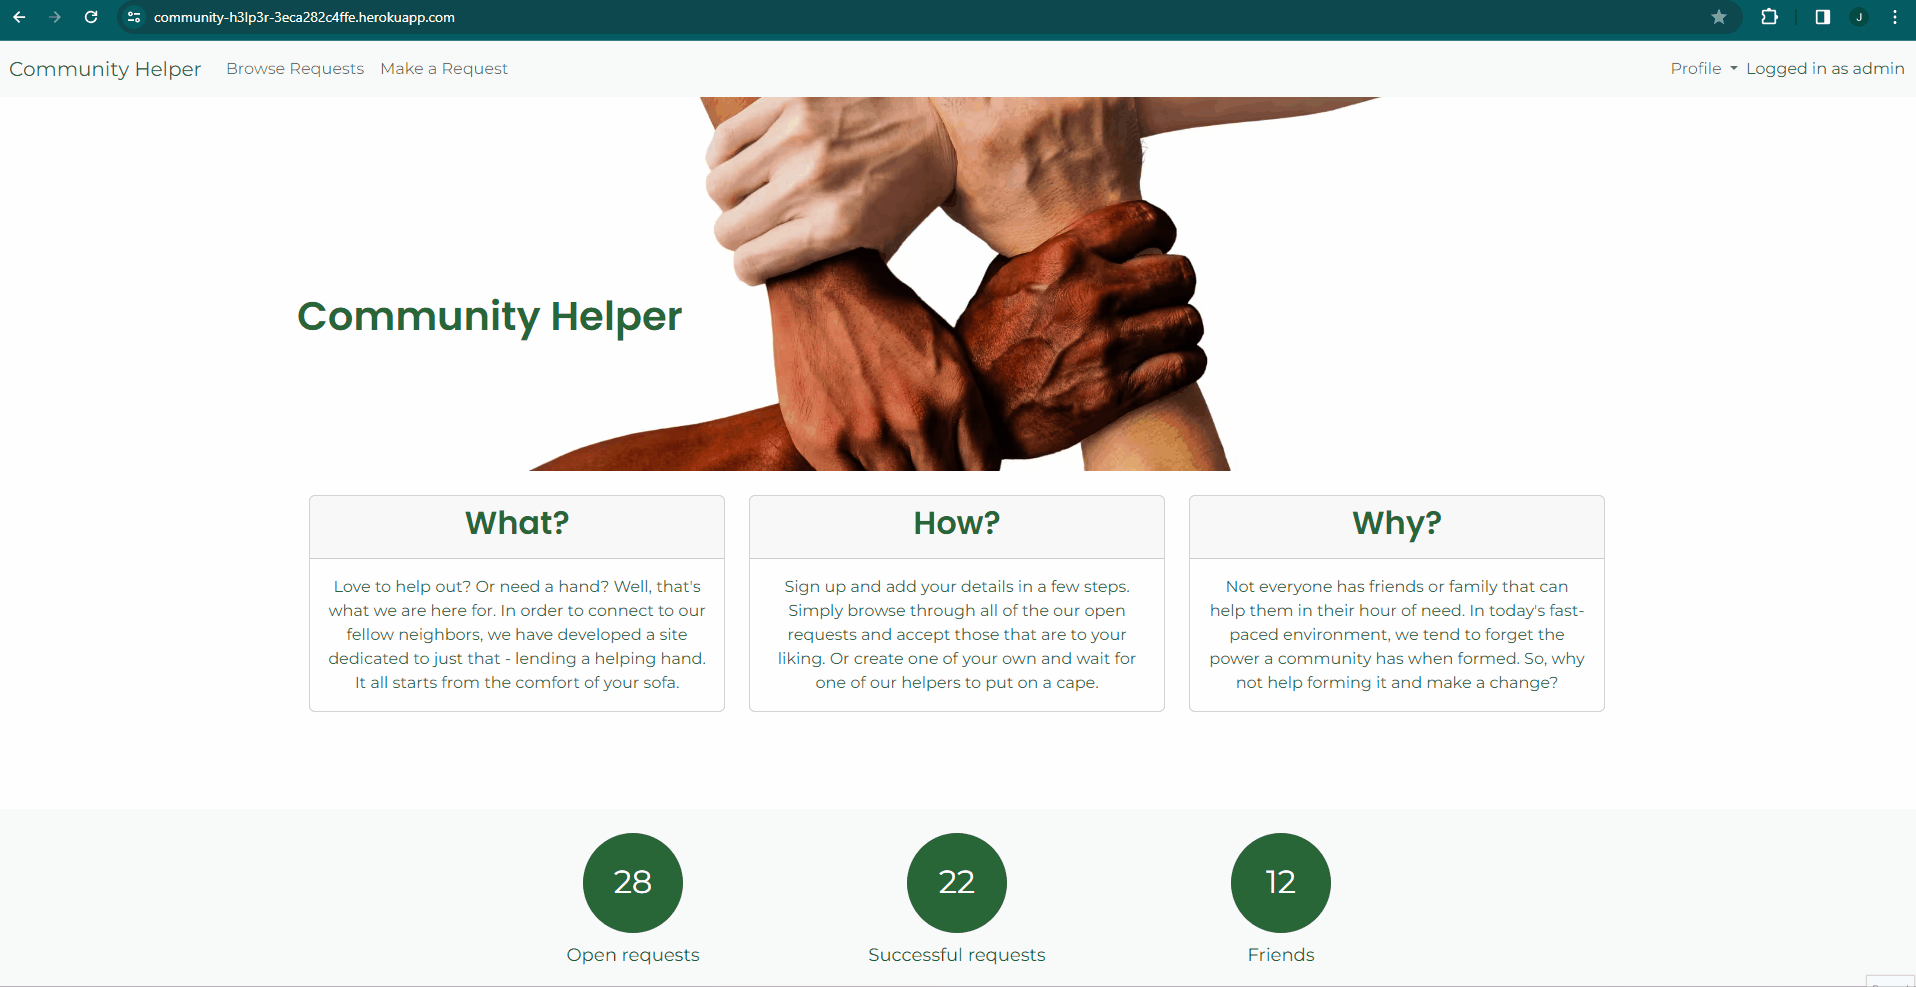 community-h3lp3r-3eca282c4ffe.herokuapp.com
J
Community Helper Browse Requests Make a Request Profile Logged in as admin
Community Helper
What?
Love to help out? Or need a hand? Well, that's
what we are here for. In order to connect to our
fellow neighbors, we have developed a site
dedicated to just that - lending a helping hand.
It all starts from the comfort of your sofa.
How?
Sign up and add your details in a few steps.
Simply browse through all of the our open
requests and accept those that are to your
liking. Or create one of your own and wait for
one of our helpers to put on a cape.
Why?
Not everyone has friends or family that can
help them in their hour of need. In today's fast-
paced environment, we tend to forget the
power a community has when formed. So, why
not help forming it and make a change?
28
Open requests
22
Successful requests
12
Friends